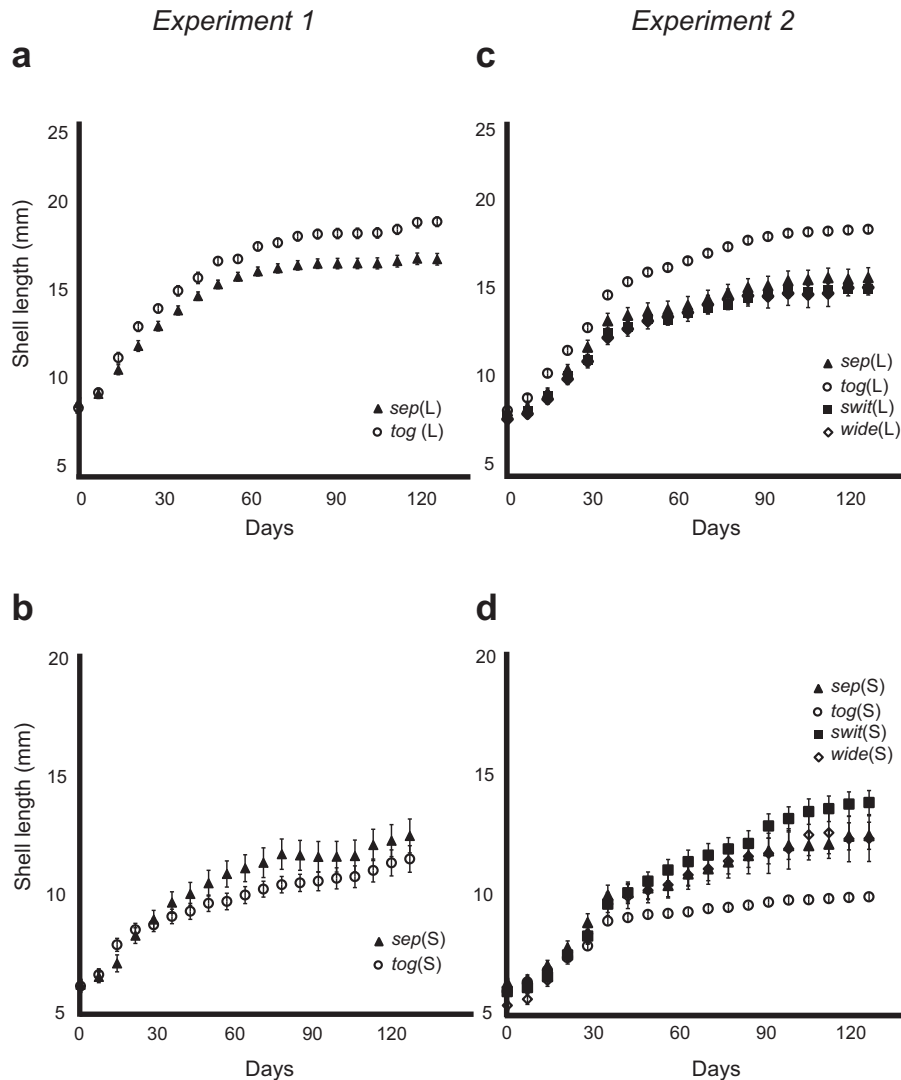 Experiment 1
a
25
20
15
10
5
Shell length (mm)
sep(L)
tog (L)
0 30 60 90 120
Days
Experiment 2
c
25
20
15
10
5
sep(L)
tog(L)
swit(L)
wide(L)
0 30 60 90 120
Days
b
20
15
10
5
Shell length (mm)
sep(S)
tog(S)
0 30 60 90 120
Days
d
20
15
10
5
sep(S)
tog(S)
swit(S)
wide(S)
0 30 60 90 120
Days